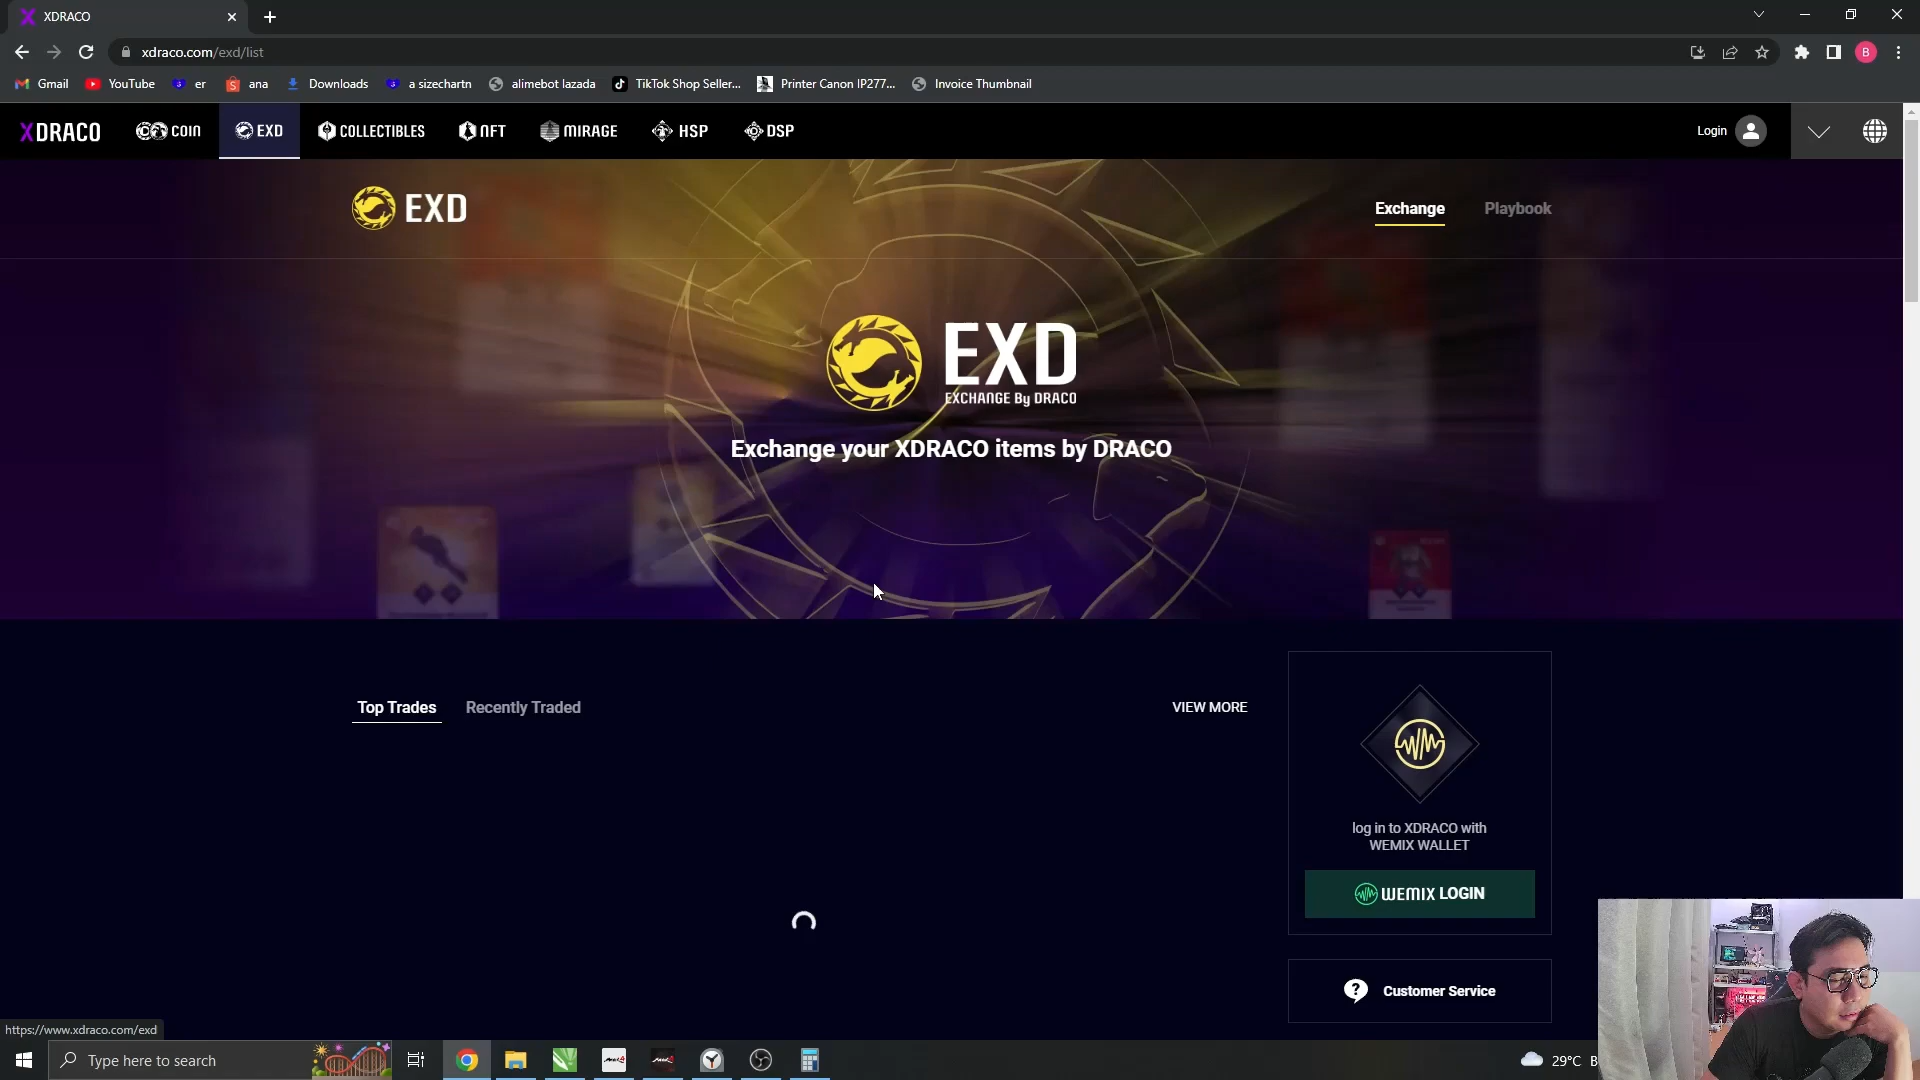 XDRACO
xdraco.com/exd/list
Gmail
YouTube
er
ana
Downloads
a sizechartn
alimebot lazada
TikTok Shop Seller...
Printer Canon IP277...
Invoice Thumbnail
XDRACO
COIN
EXD
COLLECTIBLES
NFT
MIRAGE
HSP
DSP
Login
EXD
Exchange
Playbook
EXD
EXCHANGE By DRACO
Exchange your XDRACO items by DRACO
Top Trades
Recently Traded
VIEW MORE
log in to XDRACO with
WEMIX WALLET
WEMIX LOGIN
Customer Service
https://www.xdraco.com/exd
Type here to search
29°C